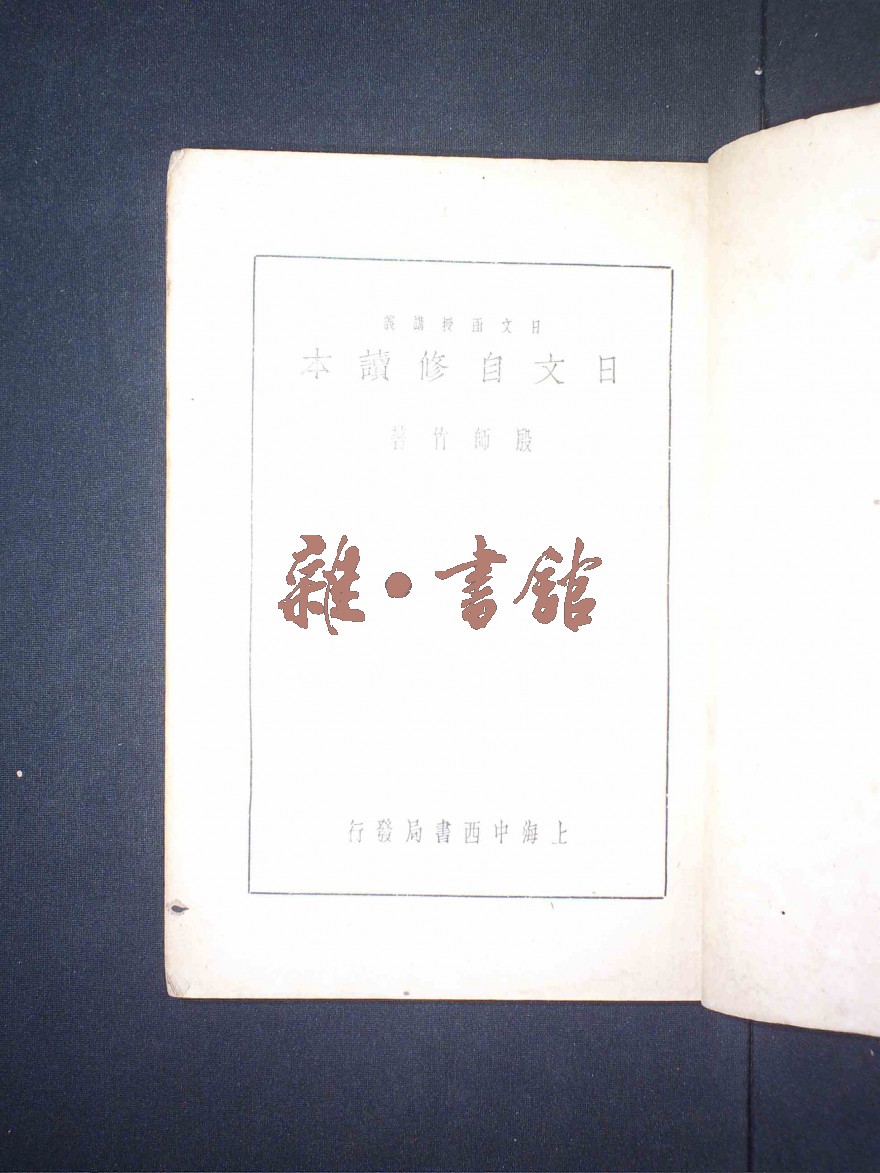 日文函授講義
日文自修讀本
殷師竹著
雜•書館
上海中西書局發行